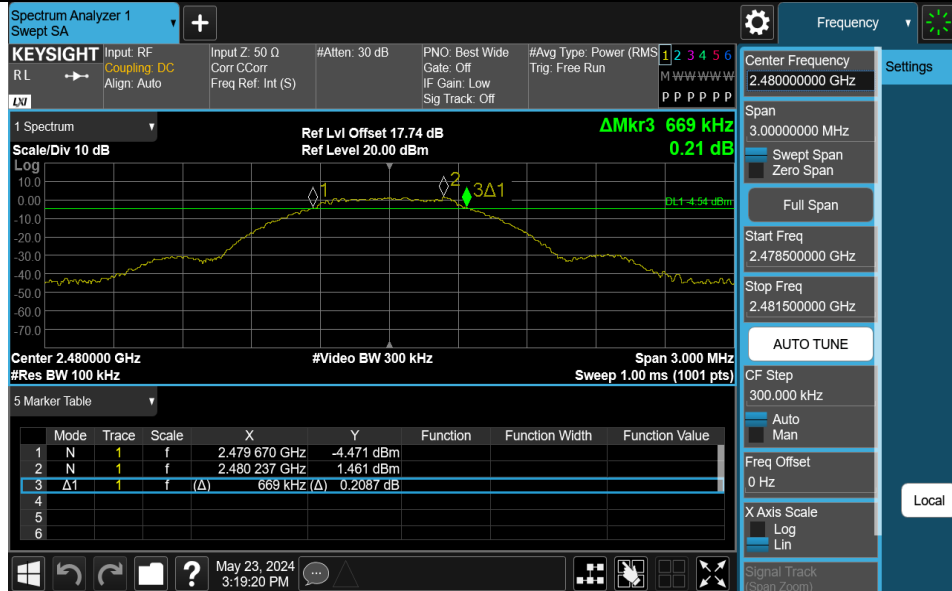 Spectrum Analyzer 1
Swept SA
+
Frequency
KEYSIGHT
RL
LXI
Input: RF
Coupling: DC
Align: Auto
Input Z: 50 Ω
Corr CCorr
Freq Ref: Int (S)
#Atten: 30 dB
PNO: Best Wide
Gate: Off
IF Gain: Low
Sig Track: Off
#Avg Type: Power (RMS
Trig: Free Run
1 2 3 4 5 6
M W W W W W
P P P P P P
1 Spectrum
Scale/Div 10 dB
Ref Lvl Offset 17.74 dB
Ref Level 20.00 dBm
ΔMkr3 669 kHz
0.21 dB
Log
10.0
0.00
-10.0
-20.0
-30.0
-40.0
-50.0
-60.0
-70.0
1
2
3Δ1
DL1 -4.54 dBm
Center 2.480000 GHz
#Video BW 300 kHz
Span 3.000 MHz
#Res BW 100 kHz
Sweep 1.00 ms (1001 pts)
5 Marker Table
Mode Trace Scale X Y Function Function Width Function Value
1 N 1 f 2.479 670 GHz -4.471 dBm
2 N 1 f 2.480 237 GHz 1.461 dBm
3 Δ1 1 f (Δ) 669 kHz (Δ) 0.2087 dB
4
5
6
?
May 23, 2024
3:19:20 PM
Center Frequency
2.480000000 GHz
Settings
Span
3.00000000 MHz
Swept Span
Zero Span
Full Span
Start Freq
2.478500000 GHz
Stop Freq
2.481500000 GHz
AUTO TUNE
CF Step
300.000 kHz
Auto
Man
Freq Offset
0 Hz
Local
X Axis Scale
Log
Lin
Signal Track
(Span Zoom)